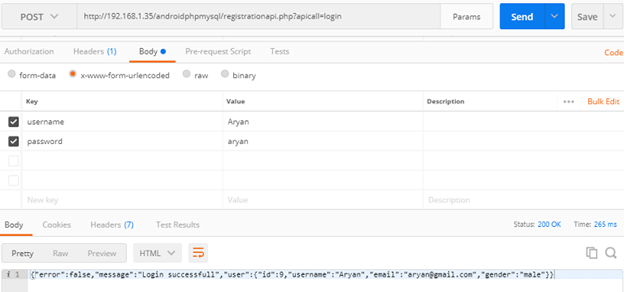 POST http://192.168.1.35/androidphpmysql/registrationapi.php?apicall=login Params Send Save
Authorization Headers (1) Body Pre-request Script Tests Code
form-data x-www-form-urlencoded raw binary
Key Value Description ••• Bulk Edit
username Aryan
password aryan
New key Value Description
Body Cookies Headers (7) Test Results Status: 200 OK Time: 265 ms
Pretty Raw Preview HTML
i 1 {"error":false,"message":"Login successfull","user":{"id":9,"username":"Aryan","email":"aryan@gmail.com","gender":"male"}}